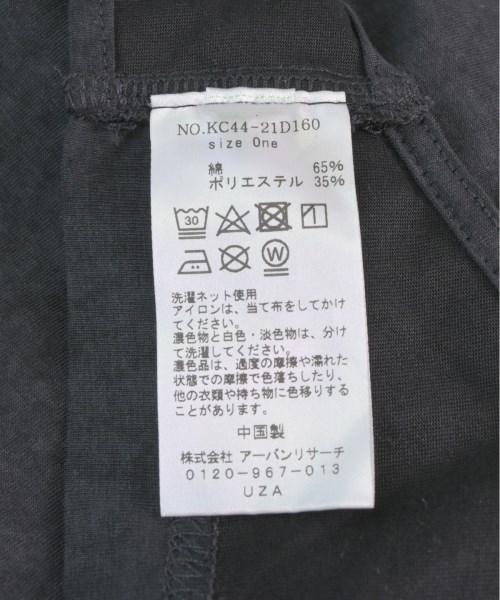 NO.KC44-21D160
size One
綿 65%
ポリエステル 35%
30
W
洗濯ネット使用
アイロンは、当て布をしてかけ
てください。
濃色物と白色・淡色物は、分け
て洗濯してください。
濃色品は、過度の摩擦や濡れた
状態での摩擦で色落ちしたり、
他の衣類や持ち物に色移りする
ことがあります。
中国製
株式会社 アーバンリサーチ
0120-967-013
UZA